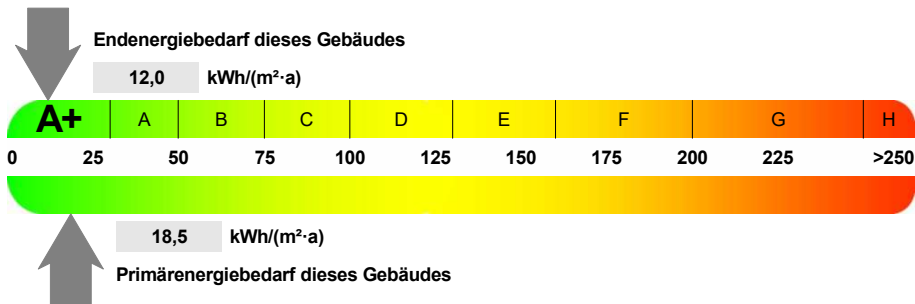 Endenergiebedarf dieses Gebäudes
12,0 kWh/(m²·a)
A+ A B C D E F G H
0 25 50 75 100 125 150 175 200 225 >250
18,5 kWh/(m²·a)
Primärenergiebedarf dieses Gebäudes